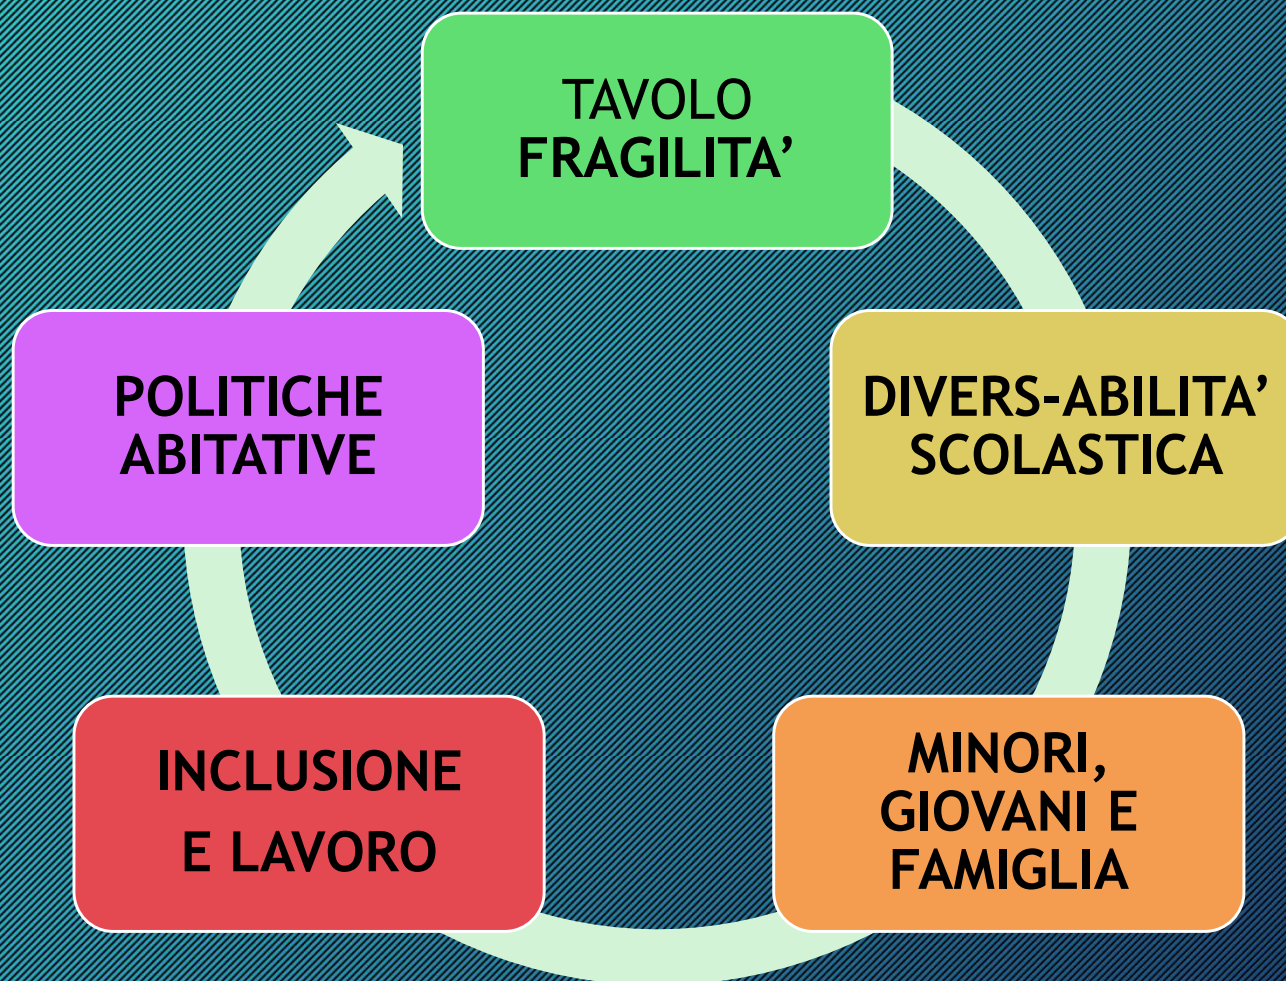 TAVOLO
FRAGILITA’
DIVERS-ABILITA’
SCOLASTICA
MINORI,
GIOVANI E
FAMIGLIA
INCLUSIONE
E LAVORO
POLITICHE
ABITATIVE